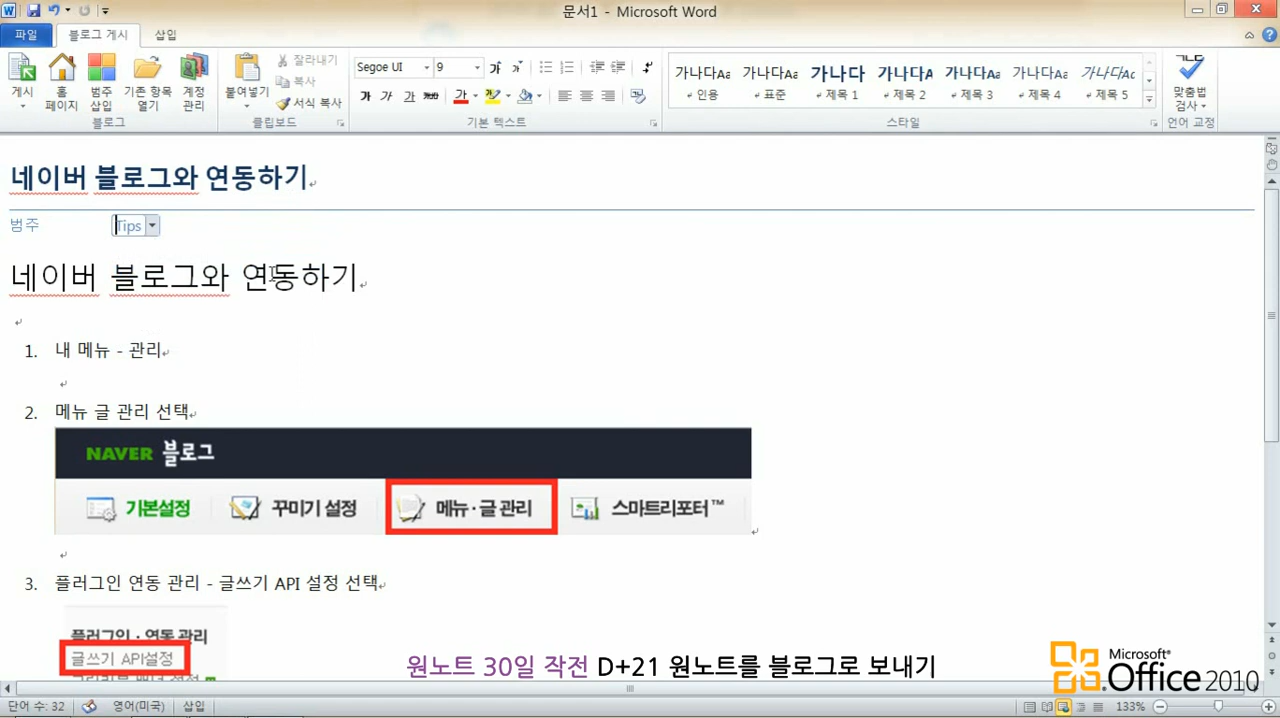 문서1 - Microsoft Word
파일 블로그 게시 삽입
게시 홈 페이지 범주 삽입 기존 항목 열기 계정 관리
블로그
붙여넣기 잘라내기 복사 서식 복사
클립보드
Segoe UI 9
가 가 가 가 가
기본 텍스트
가나다Aa 가나다Aa 가나다 가나다A 가나다Aa 가나다Aa 가나다Ac
인용 표준 제목 1 제목 2 제목 3 제목 4 제목 5
스타일
맞춤법 검사
언어 교정
네이버 블로그와 연동하기
범주 Tips
네이버 블로그와 연동하기
1. 내 메뉴 - 관리
2. 메뉴 글 관리 선택
NAVER 블로그
기본설정 꾸미기 설정 메뉴·글 관리 스마트리포터™
3. 플러그인 연동 관리 - 글쓰기 API 설정 선택
플러그인·연동 관리
글쓰기 API설정
원노트 30일 작전 D+21 원노트를 블로그로 보내기
Microsoft® Office 2010
단어 수: 32 영어(미국) 삽입 133%